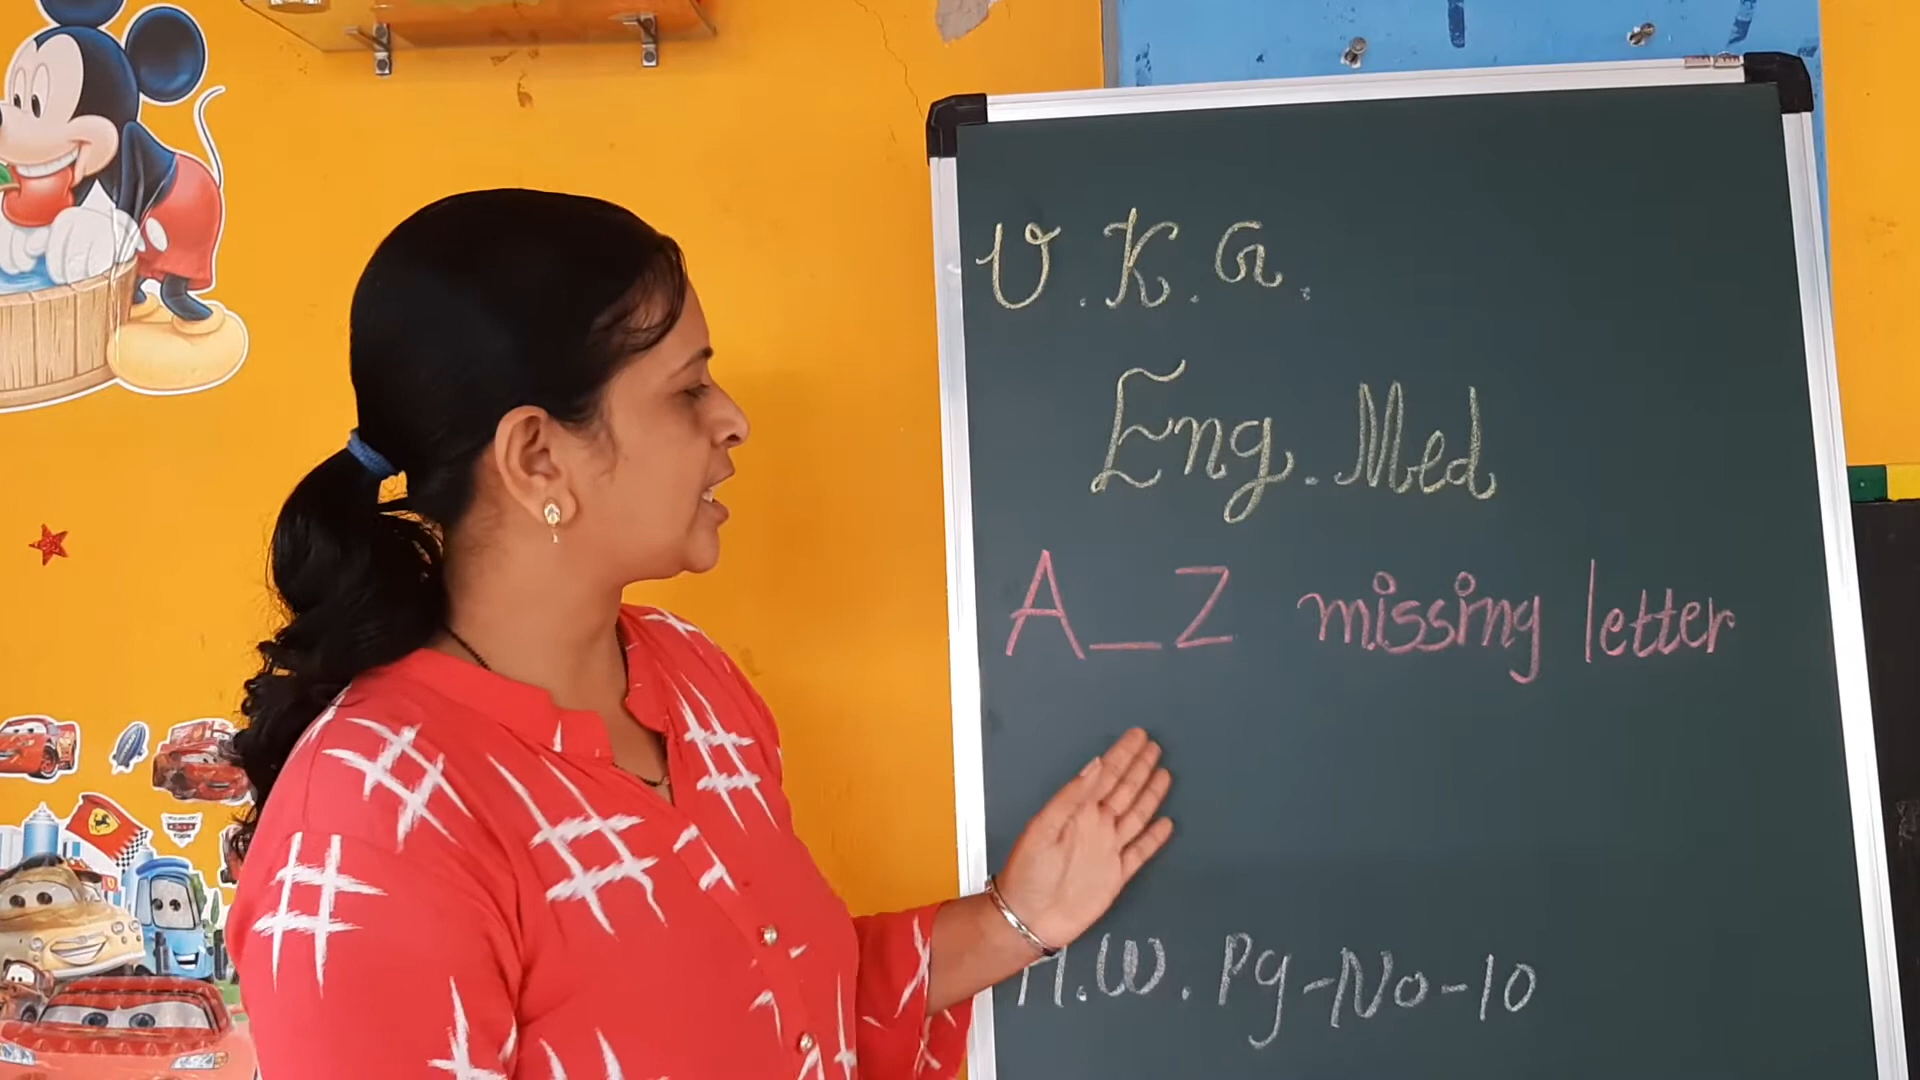 U.K.G.
Eng. Med
A_Z missing letter
H.W. Pg-No-10